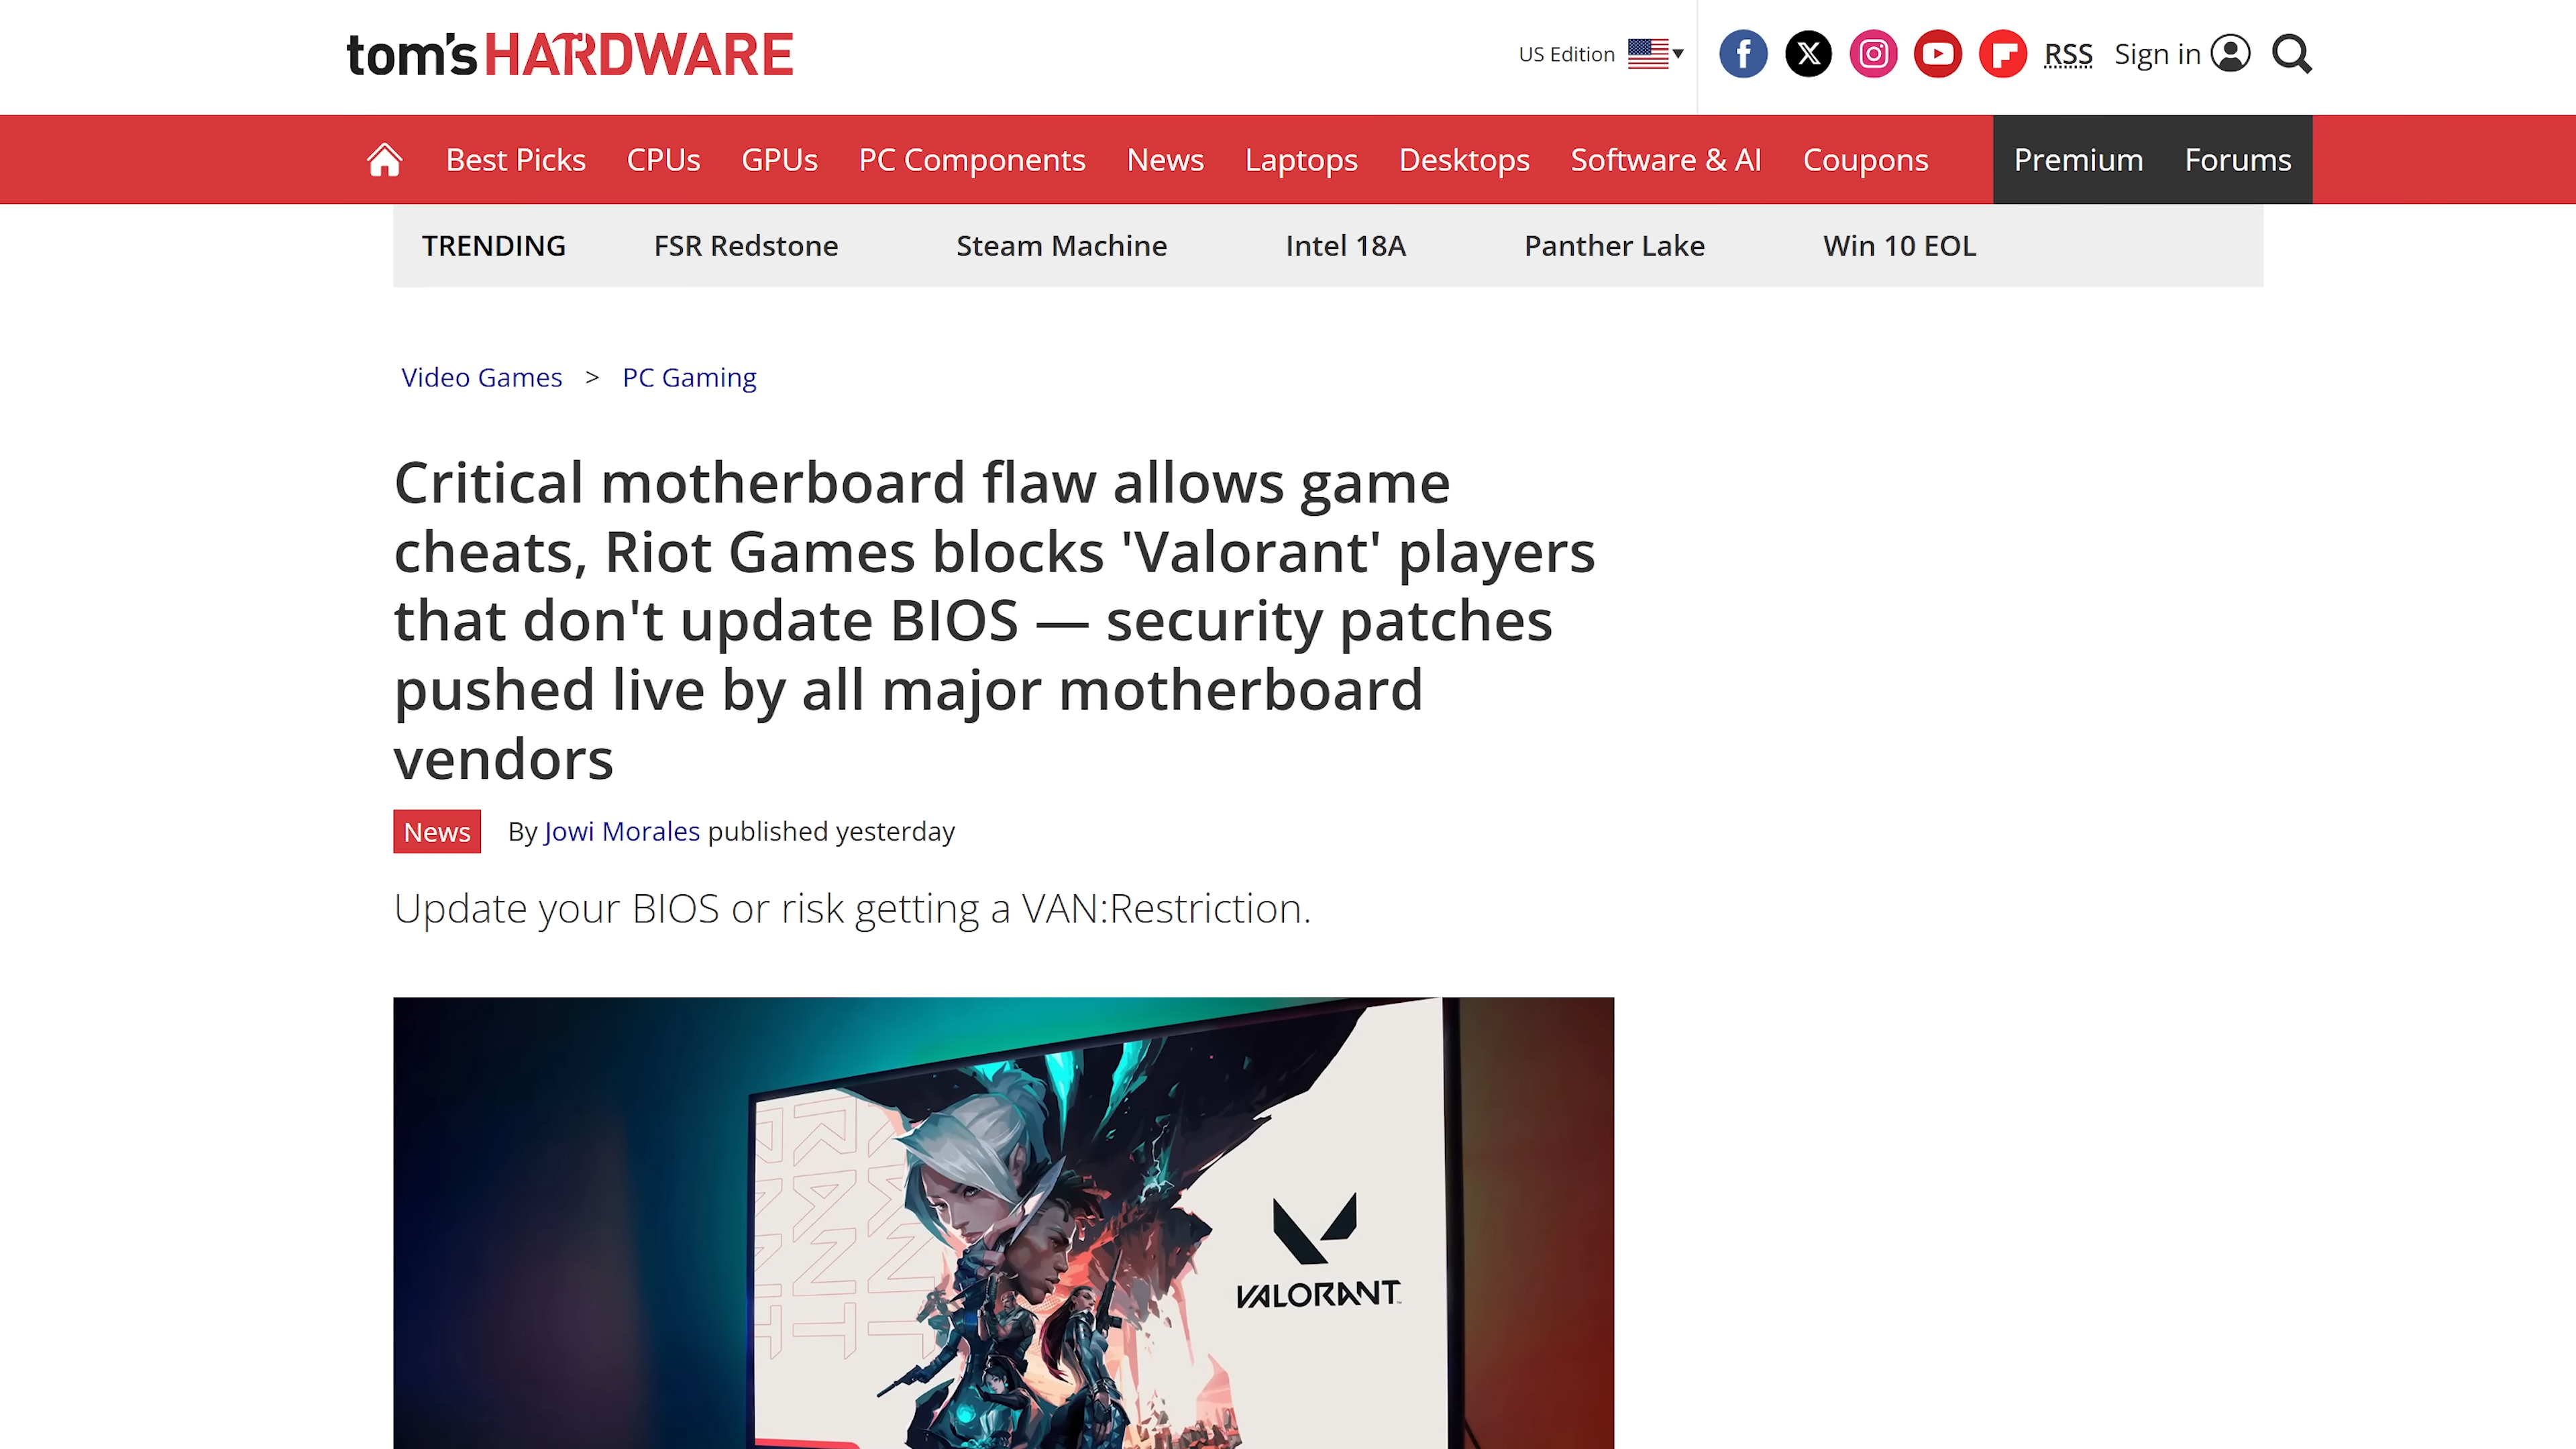 tom's HARDWARE
US Edition
RSS
Sign in
Best Picks
CPUs
GPUs
PC Components
News
Laptops
Desktops
Software & AI
Coupons
Premium
Forums
TRENDING
FSR Redstone
Steam Machine
Intel 18A
Panther Lake
Win 10 EOL
Video Games > PC Gaming
Critical motherboard flaw allows game
cheats, Riot Games blocks 'Valorant' players
that don't update BIOS — security patches
pushed live by all major motherboard
vendors
News
By Jowi Morales published yesterday
Update your BIOS or risk getting a VAN:Restriction.
VALORANT